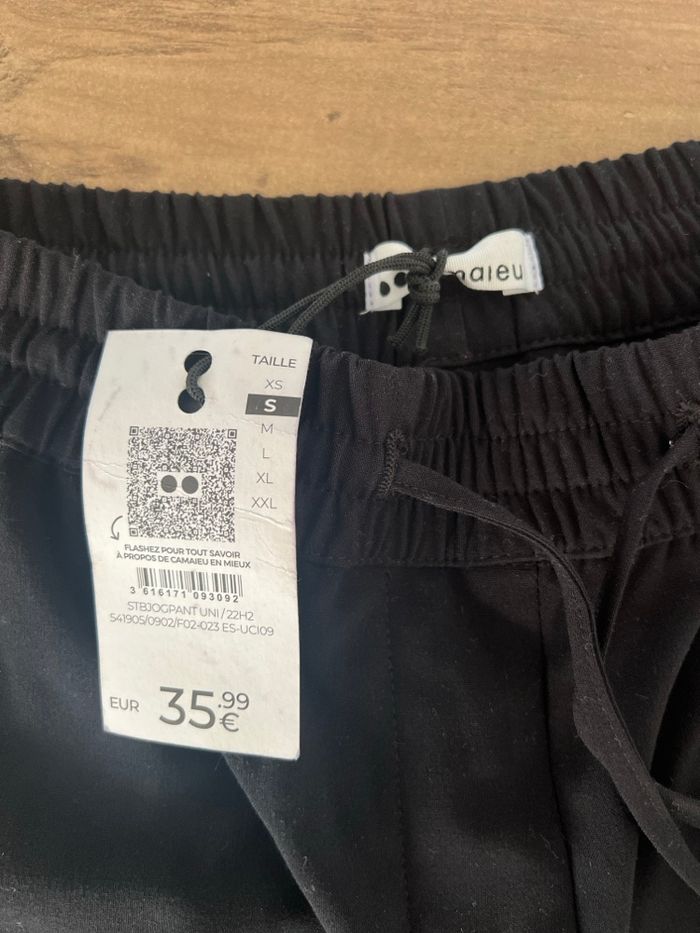 maieu
TAILLE
XS
S
M
L
XL
XXL
FLASHEZ POUR TOUT SAVOIR
À PROPOS DE CAMAIEU EN MIEUX
3 616171 093092
STBJOGPANT UNI / 22H2
541905/0902/F02-023 ES-UCI09
EUR 35.99 €